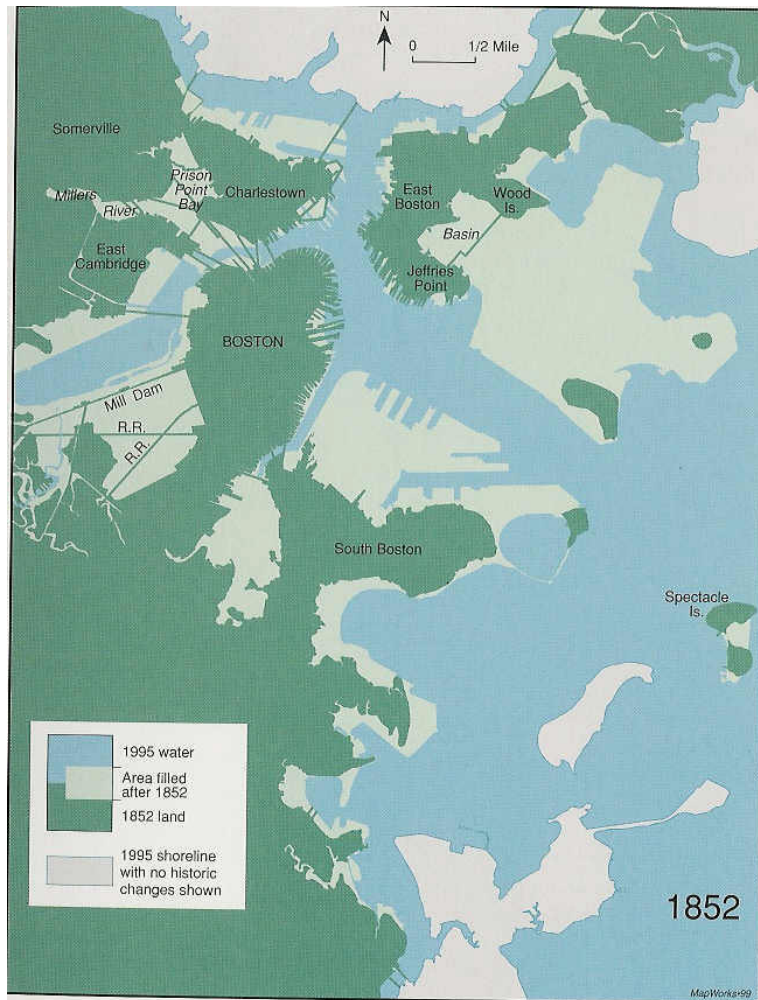 N
0 1/2 Mile
Somerville
Prison
Point
Bay
Charlestown
Millers
River
East
Boston
Wood
Is.
Basin
East
Cambridge
Jeffries
Point
BOSTON
Mill Dam
R.R.
R.R.
South Boston
Spectacle
Is.
1995 water
Area filled
after 1852
1852 land
1995 shoreline
with no historic
changes shown
1852
MapWorks•99